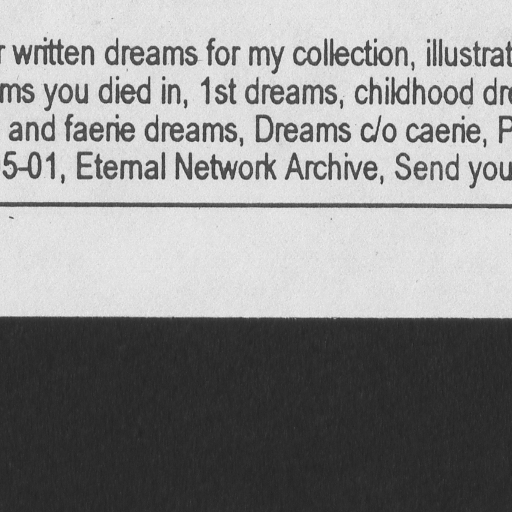 r written dreams for my collection, illustrat
ms you died in, 1st dreams, childhood dre
and faerie dreams, Dreams c/o caerie, P
5-01, Eternal Network Archive, Send you